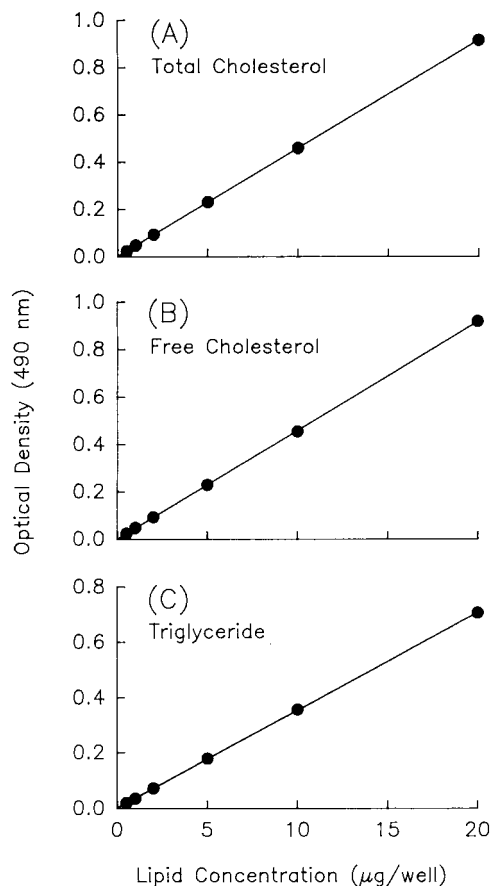 (A)
Total Cholesterol
1.0
0.8
0.6
0.4
0.2
0.0
(B)
Free Cholesterol
1.0
0.8
0.6
0.4
0.2
0.0
(C)
Triglyceride
0.8
0.6
0.4
0.2
0.0
0 5 10 15 20
Optical Density (490 nm)
Lipid Concentration (μg/well)